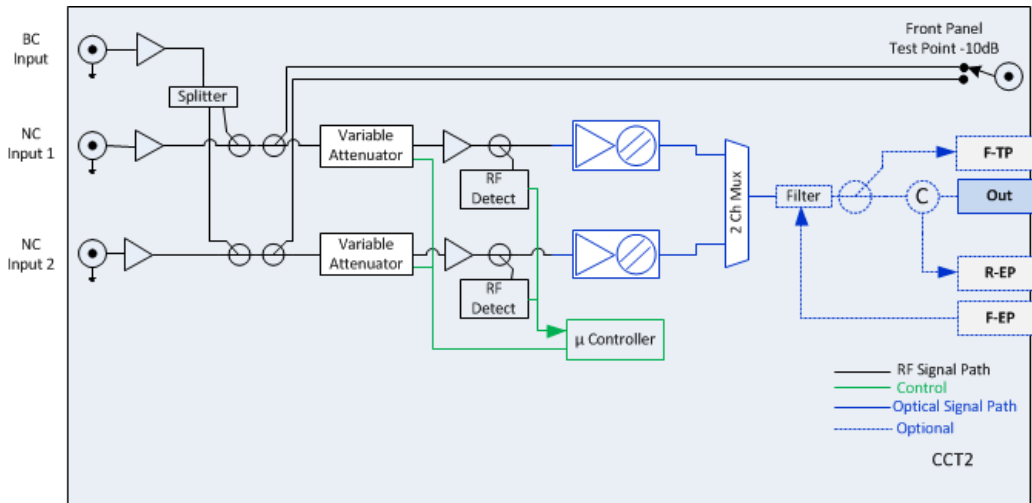 BC
Input
Front Panel
Test Point -10dB
Splitter
NC
Input 1
Variable
Attenuator
RF
Detect
2 Ch Mux
F-TP
Filter
C
Out
NC
Input 2
Variable
Attenuator
RF
Detect
R-EP
F-EP
µ Controller
RF Signal Path
Control
Optical Signal Path
Optional
CCT2